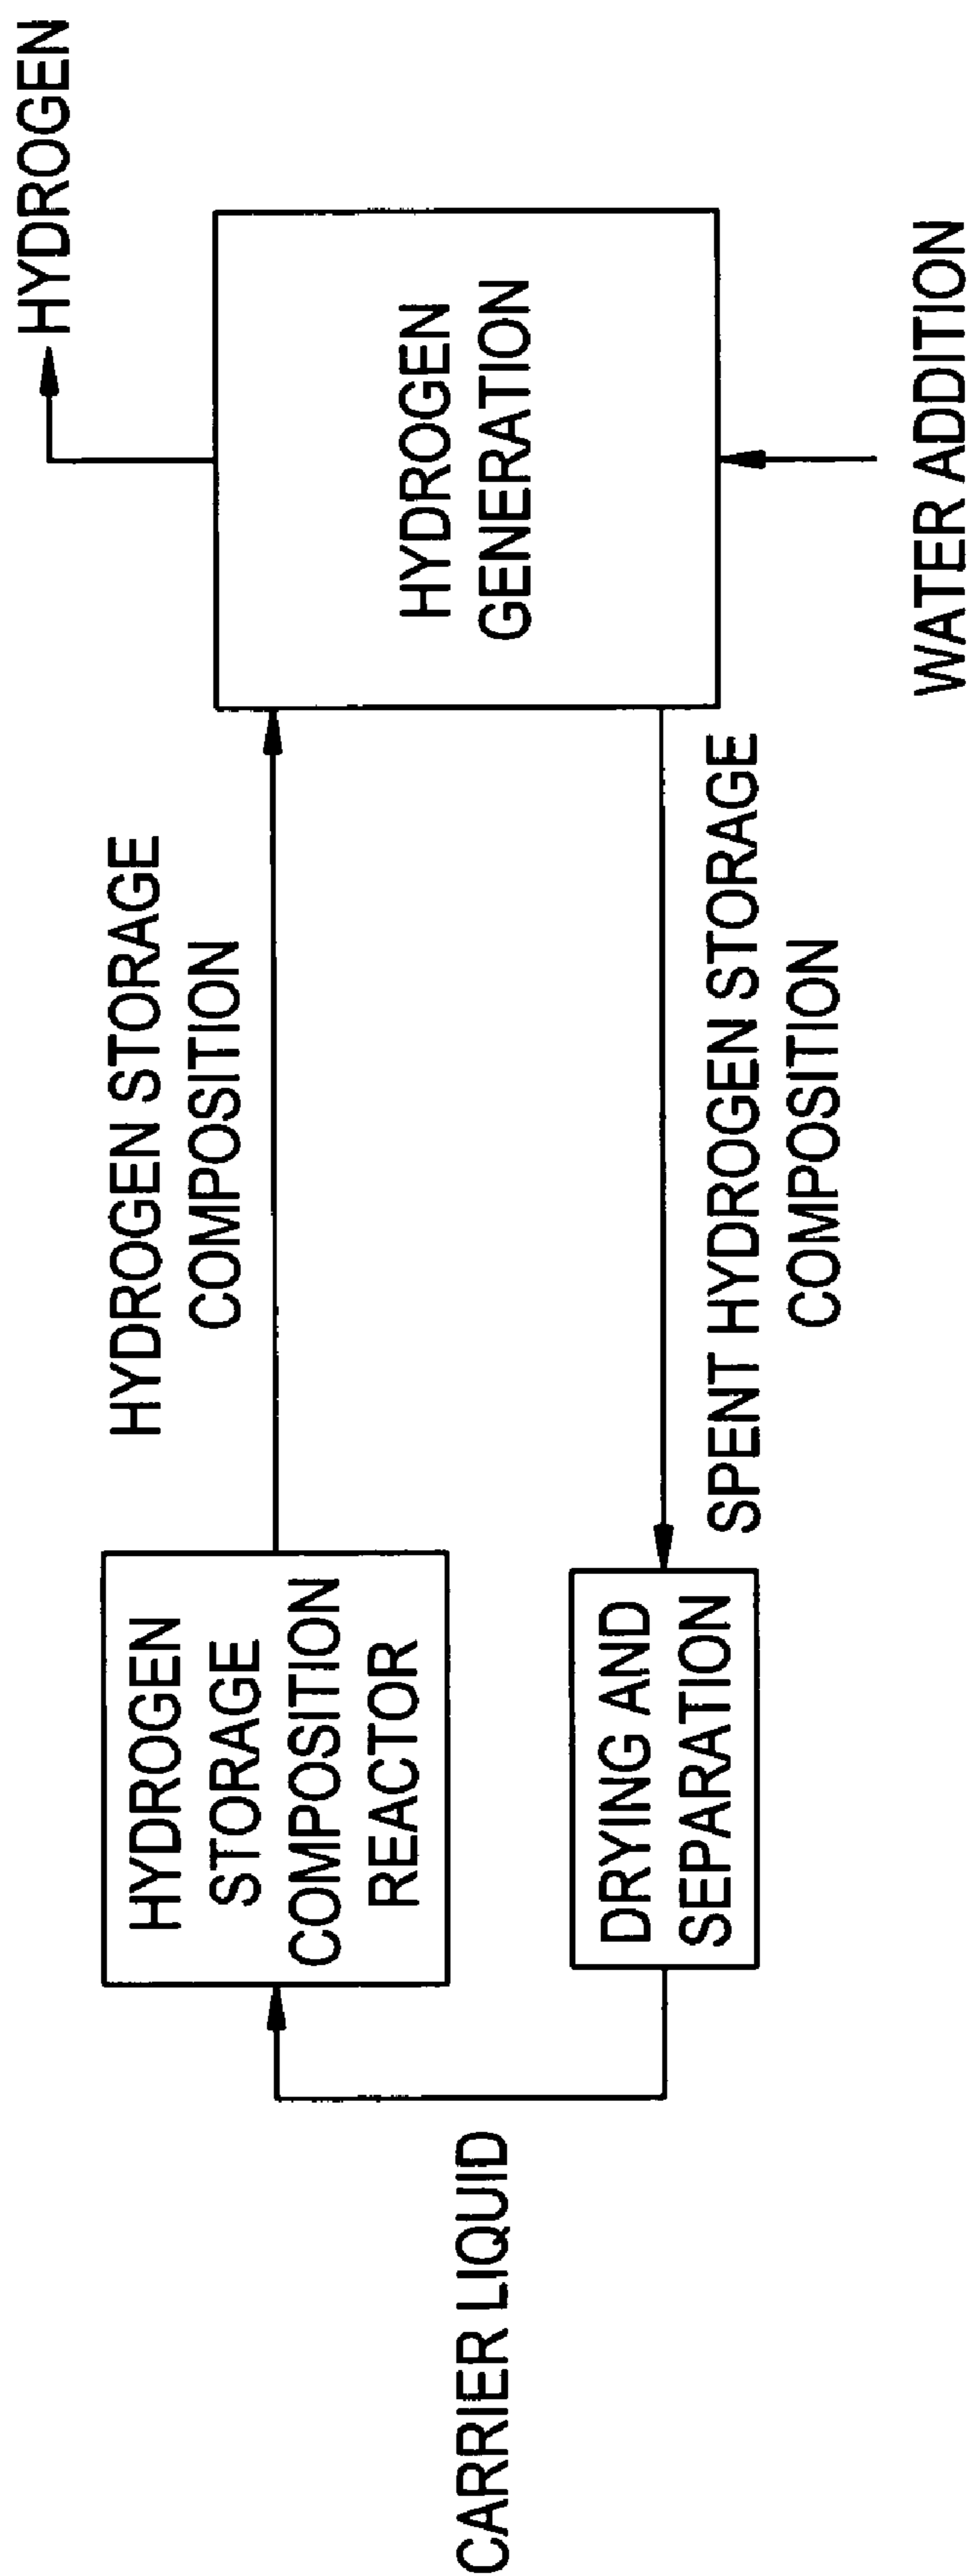 HYDROGEN
HYDROGEN STORAGE
COMPOSITION
HYDROGEN
STORAGE
COMPOSITION
REACTOR
HYDROGEN
GENERATION
CARRIER LIQUID
DRYING AND
SEPARATION
SPENT HYDROGEN STORAGE
COMPOSITION
WATER ADDITION